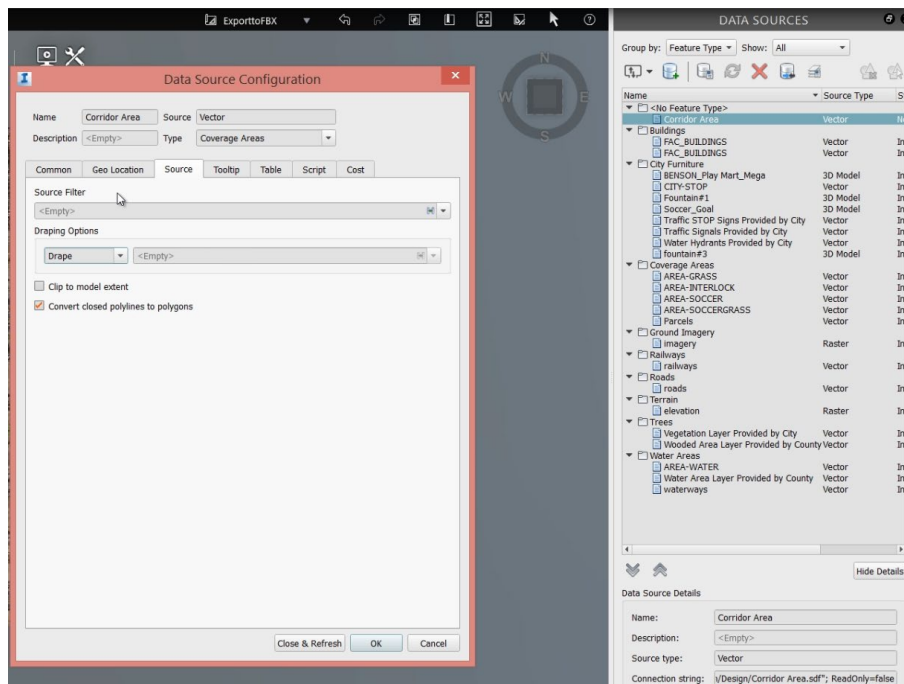 ExporttoFBX
DATA SOURCES
Group by: Feature Type Show: All
Name Source Type
<No Feature Type>
Corridor Area Vector
Buildings
FAC_BUILDINGS Vector
FAC_BUILDINGS Vector
City Furniture
BENSON_Play Mart_Mega 3D Model
CITY-STOP Vector
Fountain#1 3D Model
Soccer_Goal 3D Model
Traffic STOP Signs Provided by City Vector
Traffic Signals Provided by City Vector
Water Hydrants Provided by City Vector
fountain#3 3D Model
Coverage Areas
AREA-GRASS Vector
AREA-INTERLOCK Vector
AREA-SOCCER Vector
AREA-SOCCERGRASS Vector
Parcels Vector
Ground Imagery
imagery Raster
Railways
railways Vector
Roads
roads Vector
Terrain
elevation Raster
Trees
Vegetation Layer Provided by City Vector
Wooded Area Layer Provided by County Vector
Water Areas
AREA-WATER Vector
Water Area Layer Provided by County Vector
waterways Vector
Hide Details
Data Source Details
Name: Corridor Area
Description: <Empty>
Source type: Vector
Connection string: \/Design/Corridor Area.sdf"; ReadOnly=false
N
W E
S
Data Source Configuration
Name Corridor Area Source Vector
Description <Empty> Type Coverage Areas
Common Geo Location Source Tooltip Table Script Cost
Source Filter
<Empty>
Draping Options
Drape <Empty>
Clip to model extent
Convert closed polylines to polygons
Close & Refresh OK Cancel